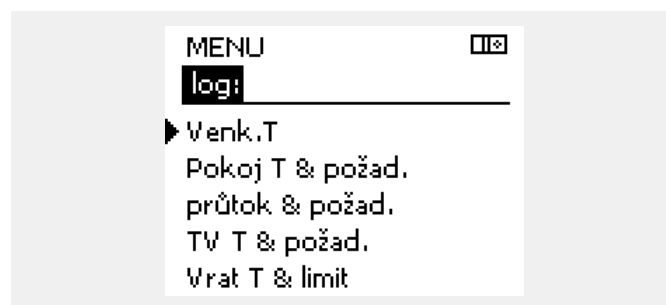 MENU
log:
Venk.T
Pokoj T & požad.
průtok & požad.
TV T & požad.
Vrat T & limit